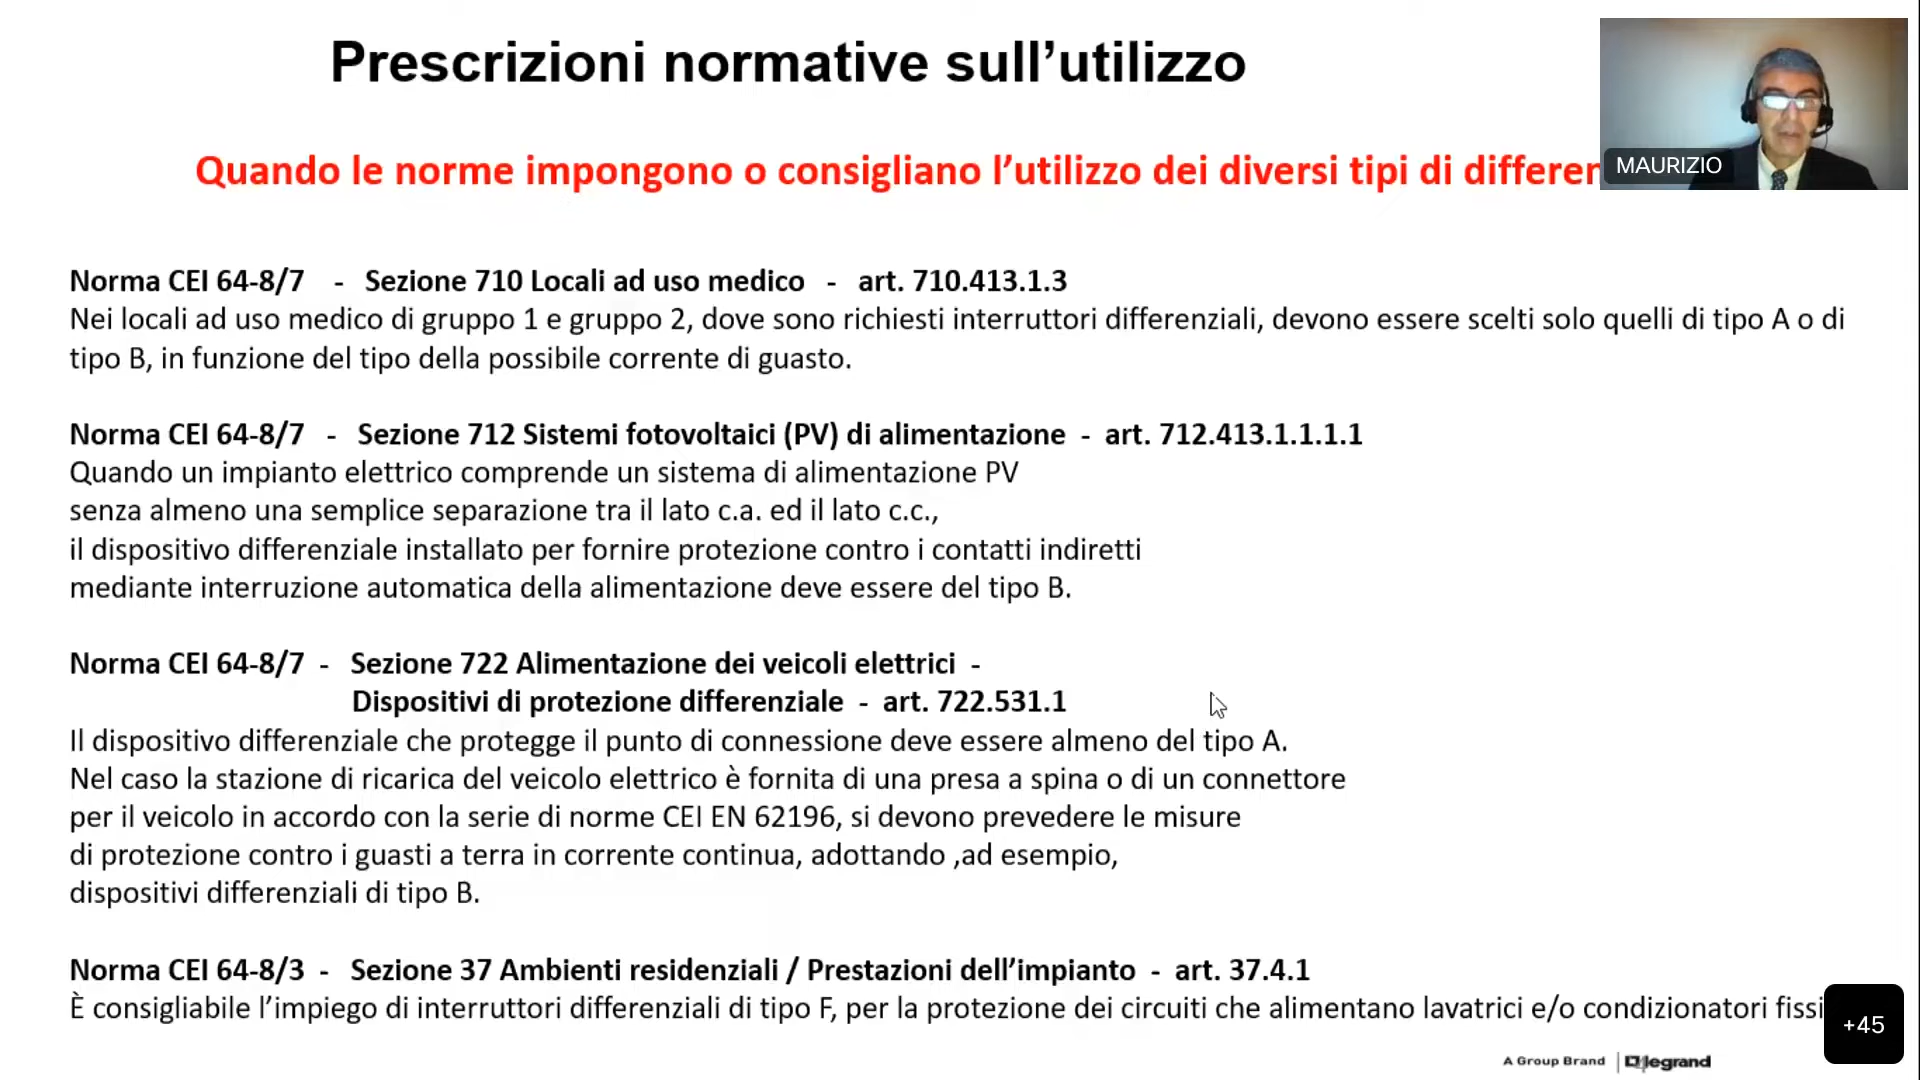 Prescrizioni normative sull’utilizzo
MAURIZIO
Quando le norme impongono o consigliano l’utilizzo dei diversi tipi di differen
Norma CEI 64-8/7 - Sezione 710 Locali ad uso medico - art. 710.413.1.3
Nei locali ad uso medico di gruppo 1 e gruppo 2, dove sono richiesti interruttori differenziali, devono essere scelti solo quelli di tipo A o di
tipo B, in funzione del tipo della possibile corrente di guasto.
Norma CEI 64-8/7 - Sezione 712 Sistemi fotovoltaici (PV) di alimentazione - art. 712.413.1.1.1.1
Quando un impianto elettrico comprende un sistema di alimentazione PV
senza almeno una semplice separazione tra il lato c.a. ed il lato c.c.,
il dispositivo differenziale installato per fornire protezione contro i contatti indiretti
mediante interruzione automatica della alimentazione deve essere del tipo B.
Norma CEI 64-8/7 - Sezione 722 Alimentazione dei veicoli elettrici -
Dispositivi di protezione differenziale - art. 722.531.1
Il dispositivo differenziale che protegge il punto di connessione deve essere almeno del tipo A.
Nel caso la stazione di ricarica del veicolo elettrico è fornita di una presa a spina o di un connettore
per il veicolo in accordo con la serie di norme CEI EN 62196, si devono prevedere le misure
di protezione contro i guasti a terra in corrente continua, adottando ,ad esempio,
dispositivi differenziali di tipo B.
Norma CEI 64-8/3 - Sezione 37 Ambienti residenziali / Prestazioni dell’impianto - art. 37.4.1
È consigliabile l’impiego di interruttori differenziali di tipo F, per la protezione dei circuiti che alimentano lavatrici e/o condizionatori fissi
+45
A Group Brand | legrand